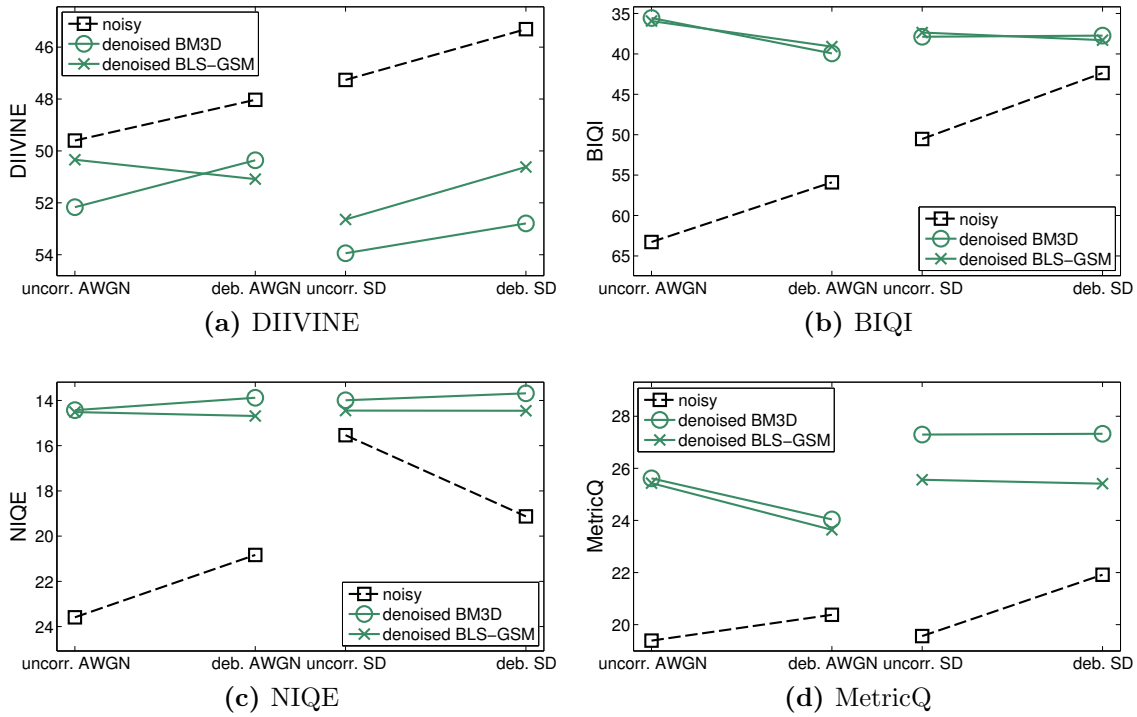 46
48
50
52
54
DIIVINE
noisy
denoised BM3D
denoised BLS−GSM
uncorr. AWGN deb. AWGN uncorr. SD deb. SD
(a) DIIVINE
35
40
45
50
55
60
65
BIQI
noisy
denoised BM3D
denoised BLS−GSM
uncorr. AWGN deb. AWGN uncorr. SD deb. SD
(b) BIQI
14
16
18
20
22
24
NIQE
noisy
denoised BM3D
denoised BLS−GSM
uncorr. AWGN deb. AWGN uncorr. SD deb. SD
(c) NIQE
28
26
24
22
20
MetricQ
noisy
denoised BM3D
denoised BLS−GSM
uncorr. AWGN deb. AWGN uncorr. SD deb. SD
(d) MetricQ